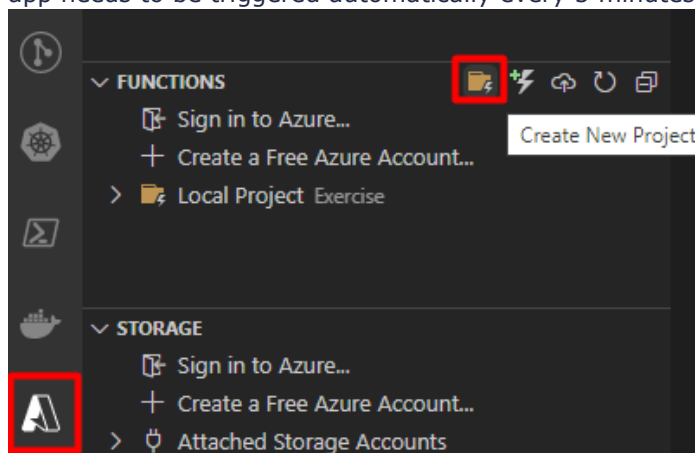 app needs to be triggered automatically every 5 minutes
FUNCTIONS
Sign in to Azure...
Create New Project
Create a Free Azure Account...
Local Project Exercise
STORAGE
Sign in to Azure...
Create a Free Azure Account...
Attached Storage Accounts